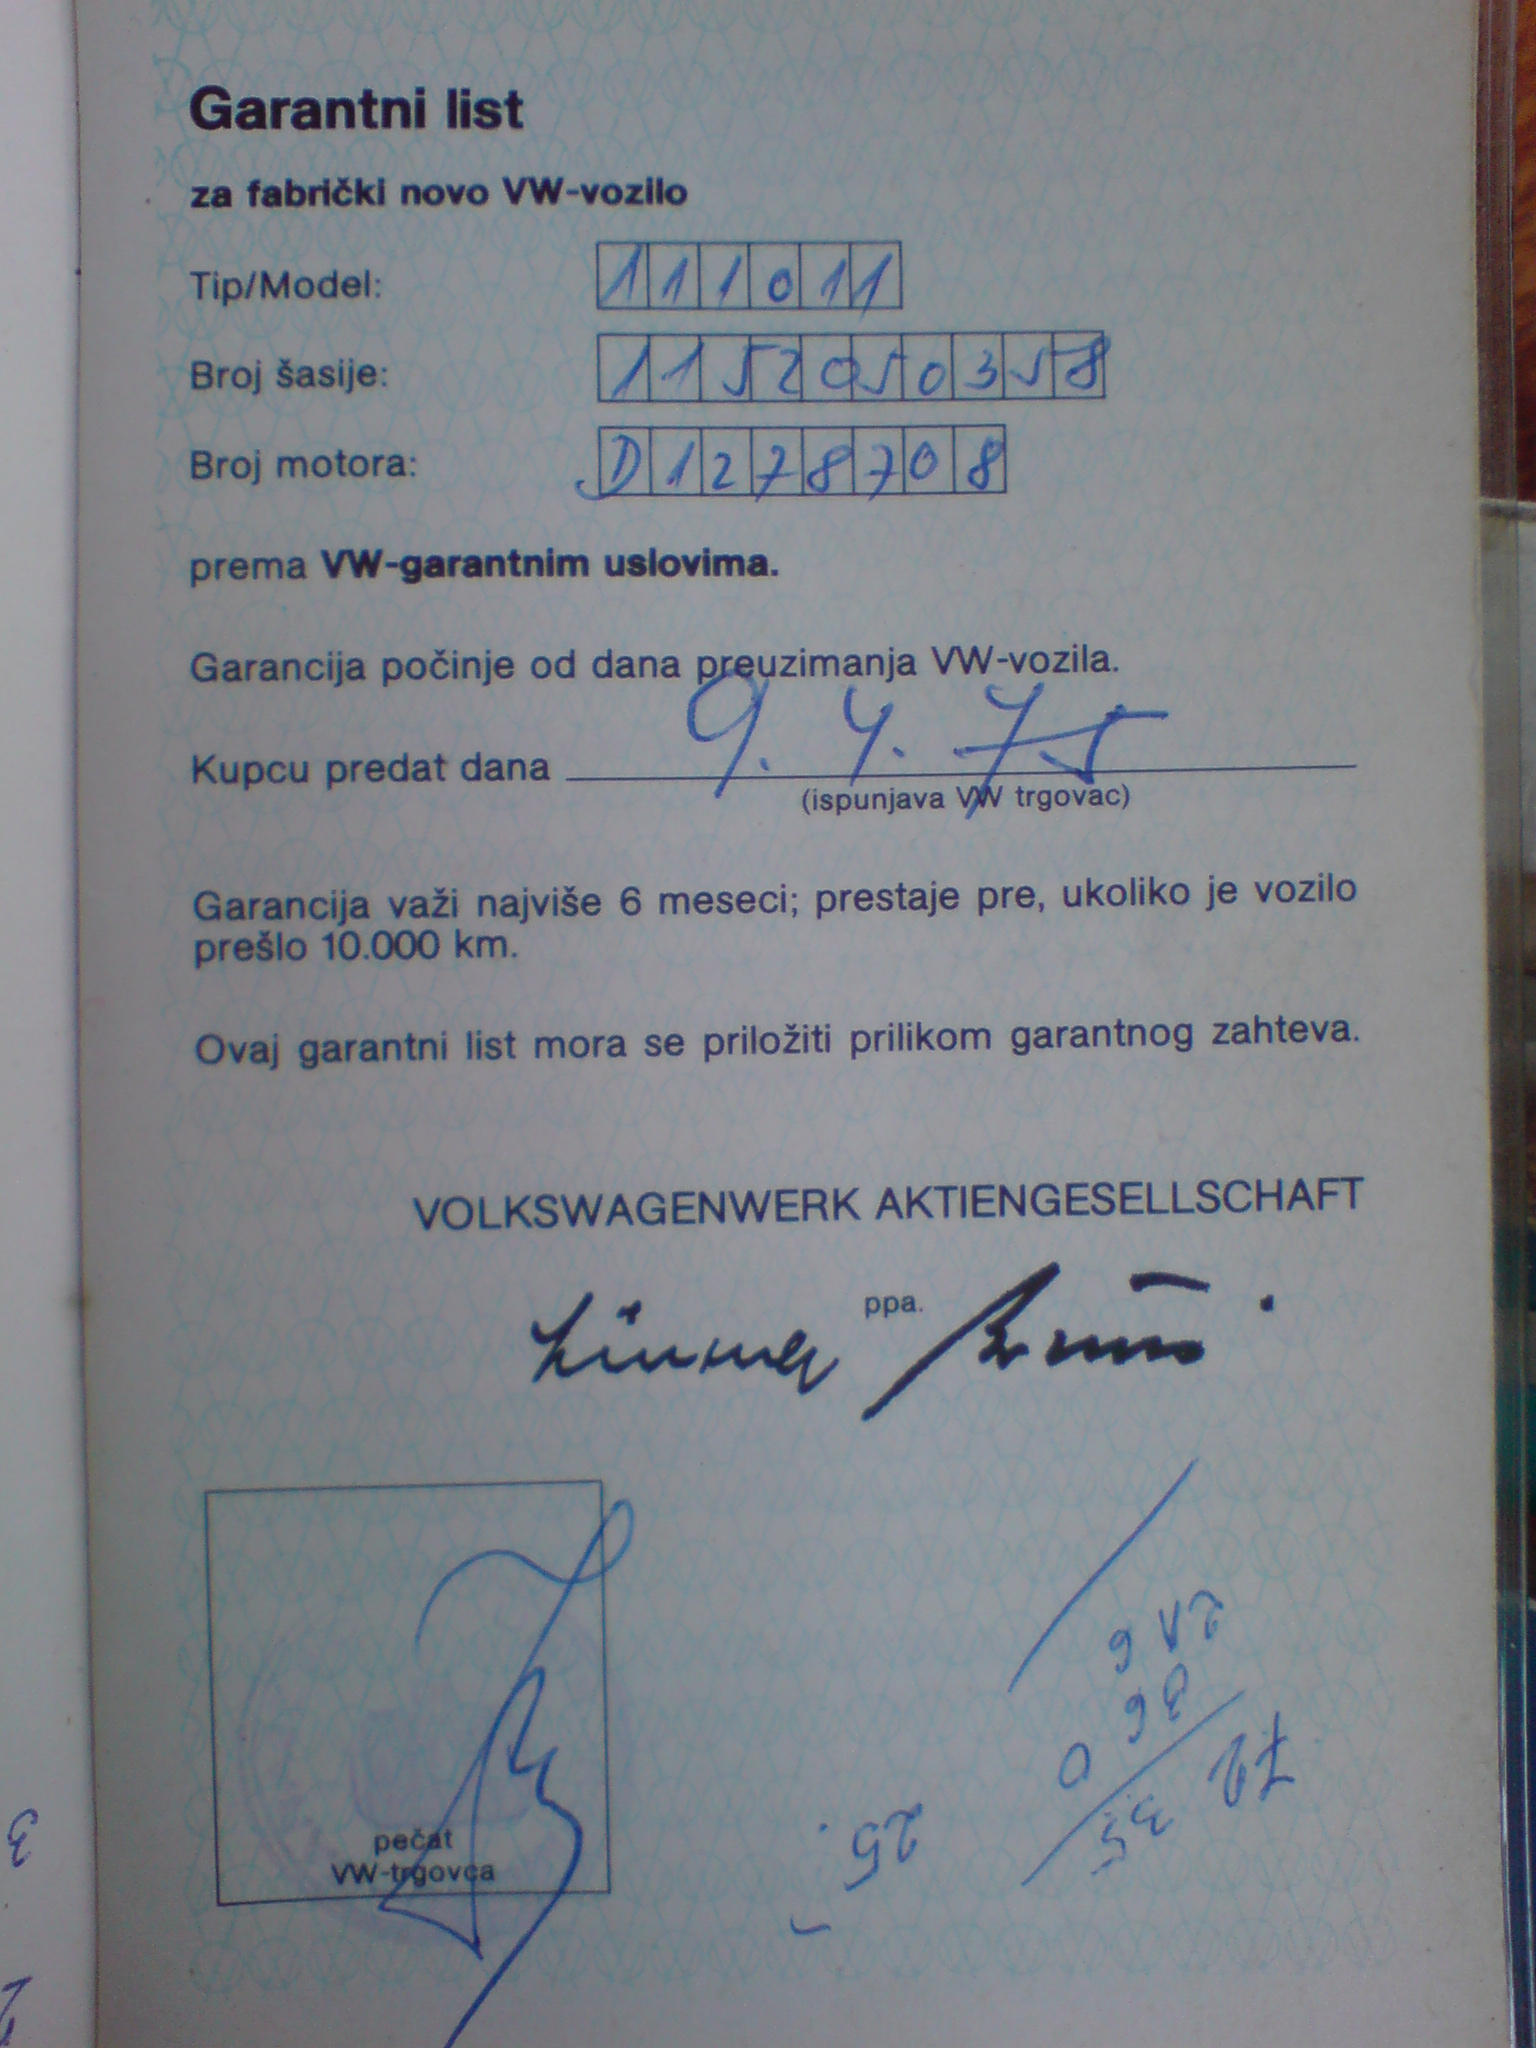 Garantni list
za fabrički novo VW-vozilo
Tip/Model: 111011
Broj šasije: 1152050358
Broj motora: D1278708
prema VW-garantnim uslovima.
Garancija počinje od dana preuzimanja VW-vozila.
Kupcu predat dana 9. 4. 75
(ispunjava VW trgovac)
Garancija važi najviše 6 meseci; prestaje pre, ukoliko je vozilo
prešlo 10.000 km.
Ovaj garantni list mora se priložiti prilikom garantnog zahteva.
VOLKSWAGENWERK AKTIENGESELLSCHAFT
ppa.
pečat
VW-trgovca
25.